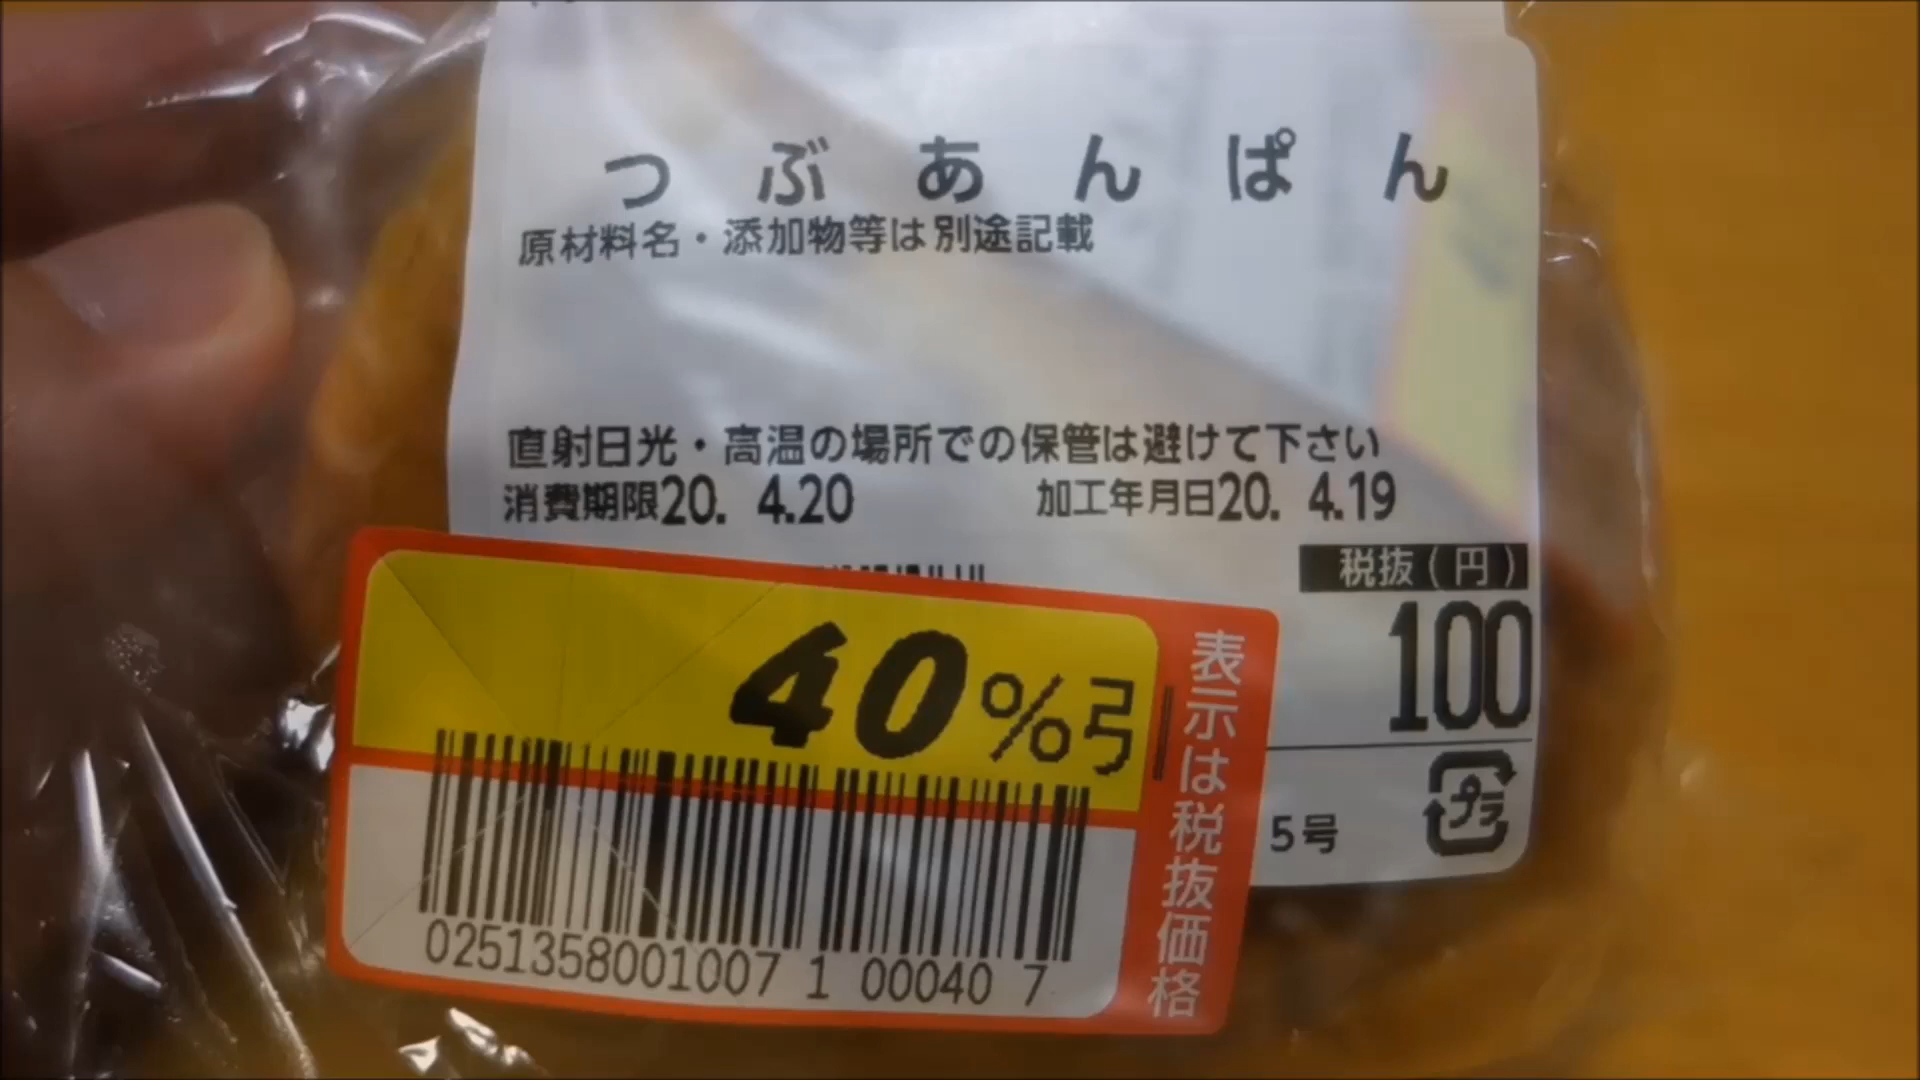 つぶあんぱん
原材料名・添加物等は別途記載
直射日光・高温の場所での保管は避けて下さい
消費期限20. 4.20 加工年月日20. 4.19
税抜(円)
100
40%引
表示は税抜価格
0251358001007 1 00040 7
5号
プラ